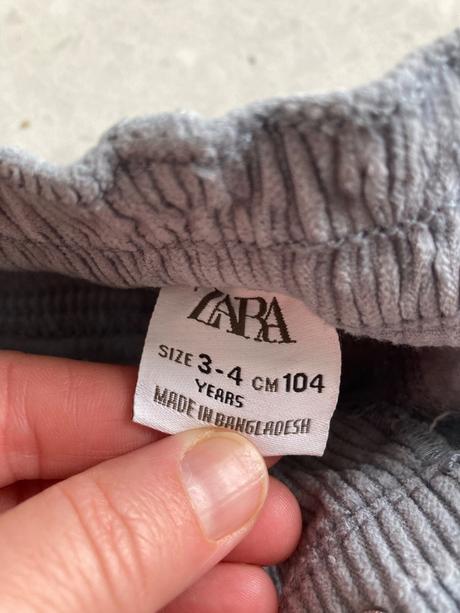 ZARA
SIZE 3-4 CM 104
YEARS
MADE IN BANGLADESH